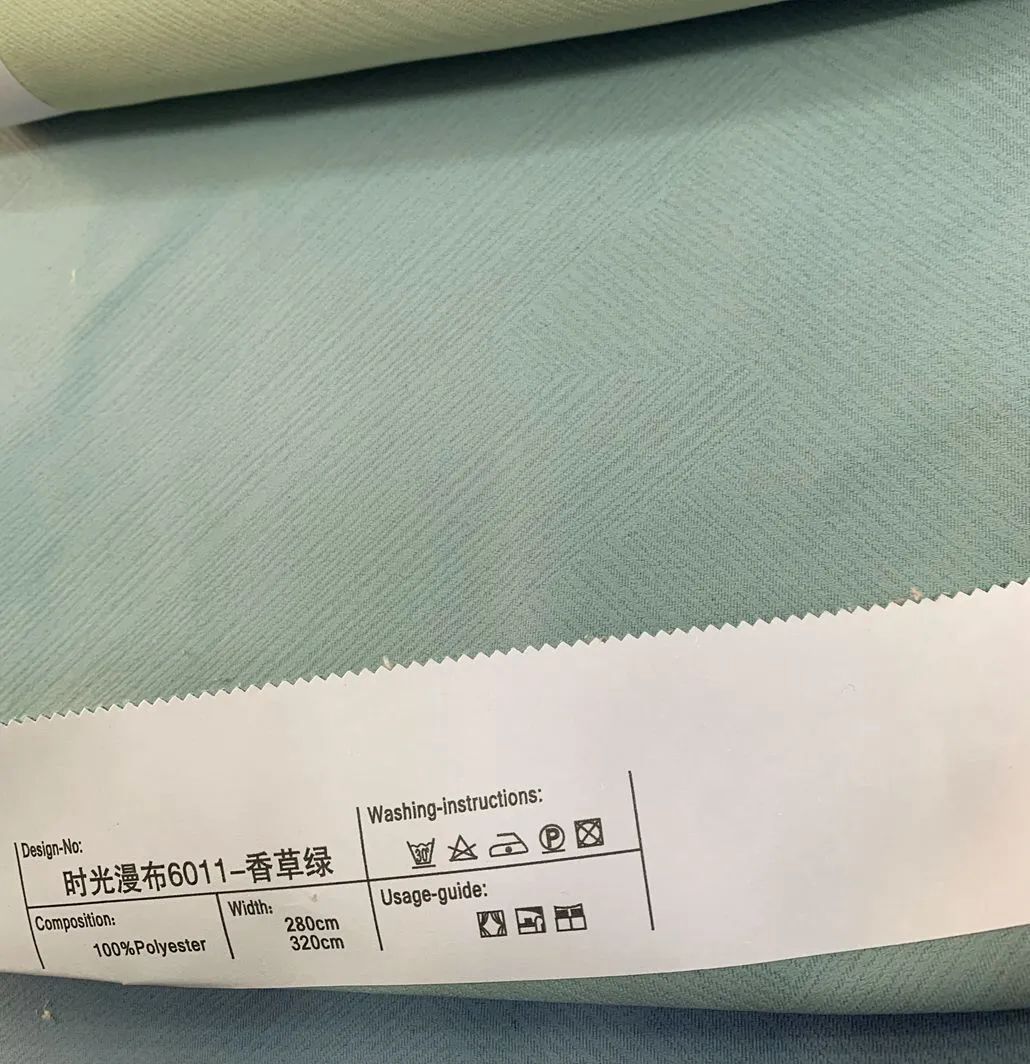 Design-No:
时光漫布6011-香草绿
Composition:
100%Polyester
Width:
280cm
320cm
Washing-instructions:
30°
P
Usage-guide: